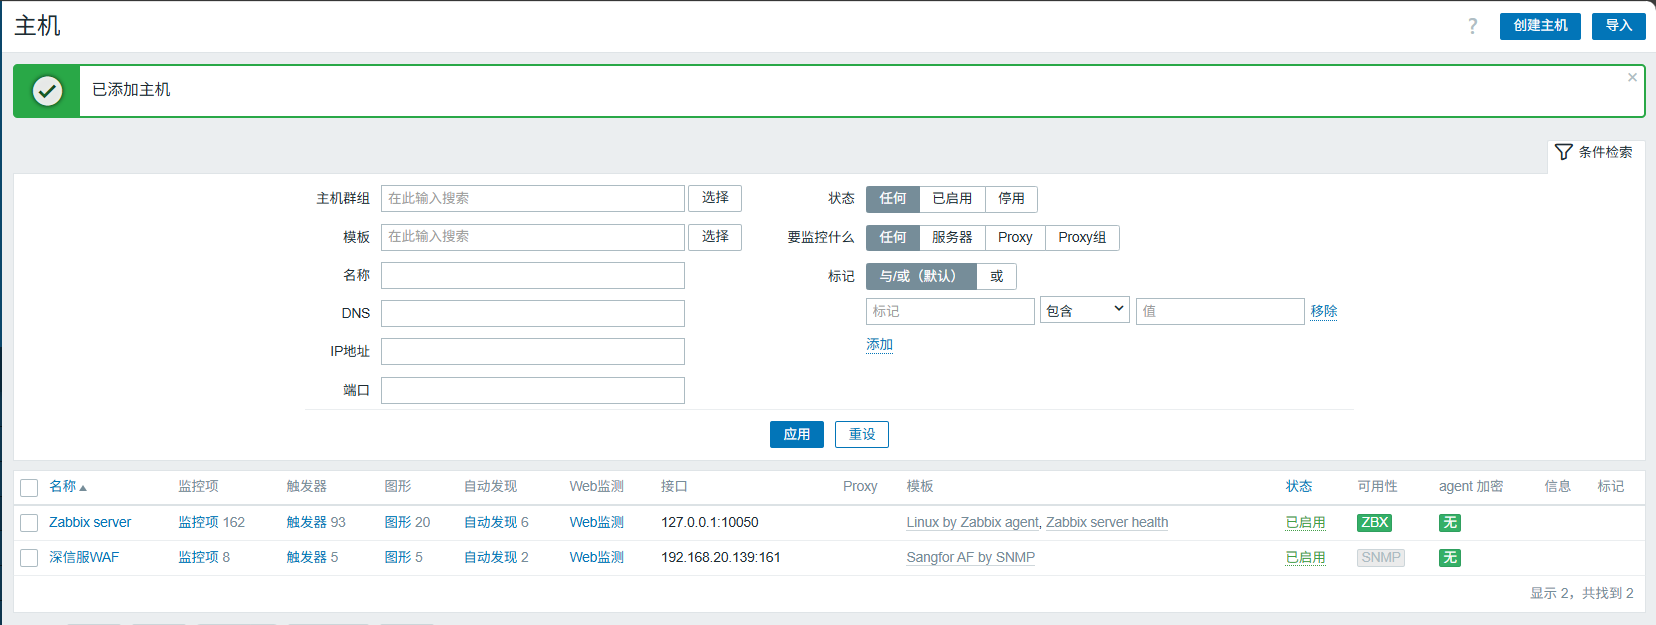 主机
? 创建主机 导入
已添加主机 ×
条件检索
主机群组 在此输入搜索 选择 状态 任何 已启用 停用
模板 在此输入搜索 选择 要监控什么 任何 服务器 Proxy Proxy组
名称 标记 与/或（默认） 或
标记 包含 值 移除
DNS
添加
IP地址
端口
应用 重设
名称 监控项 触发器 图形 自动发现 Web监测 接口 Proxy 模板 状态 可用性 agent 加密 信息 标记
Zabbix server 监控项 162 触发器 93 图形 20 自动发现 6 Web监测 127.0.0.1:10050 Linux by Zabbix agent, Zabbix server health 已启用 ZBX 无
深信服WAF 监控项 8 触发器 5 图形 5 自动发现 2 Web监测 192.168.20.139:161 Sangfor AF by SNMP 已启用 SNMP 无
显示 2，共找到 2